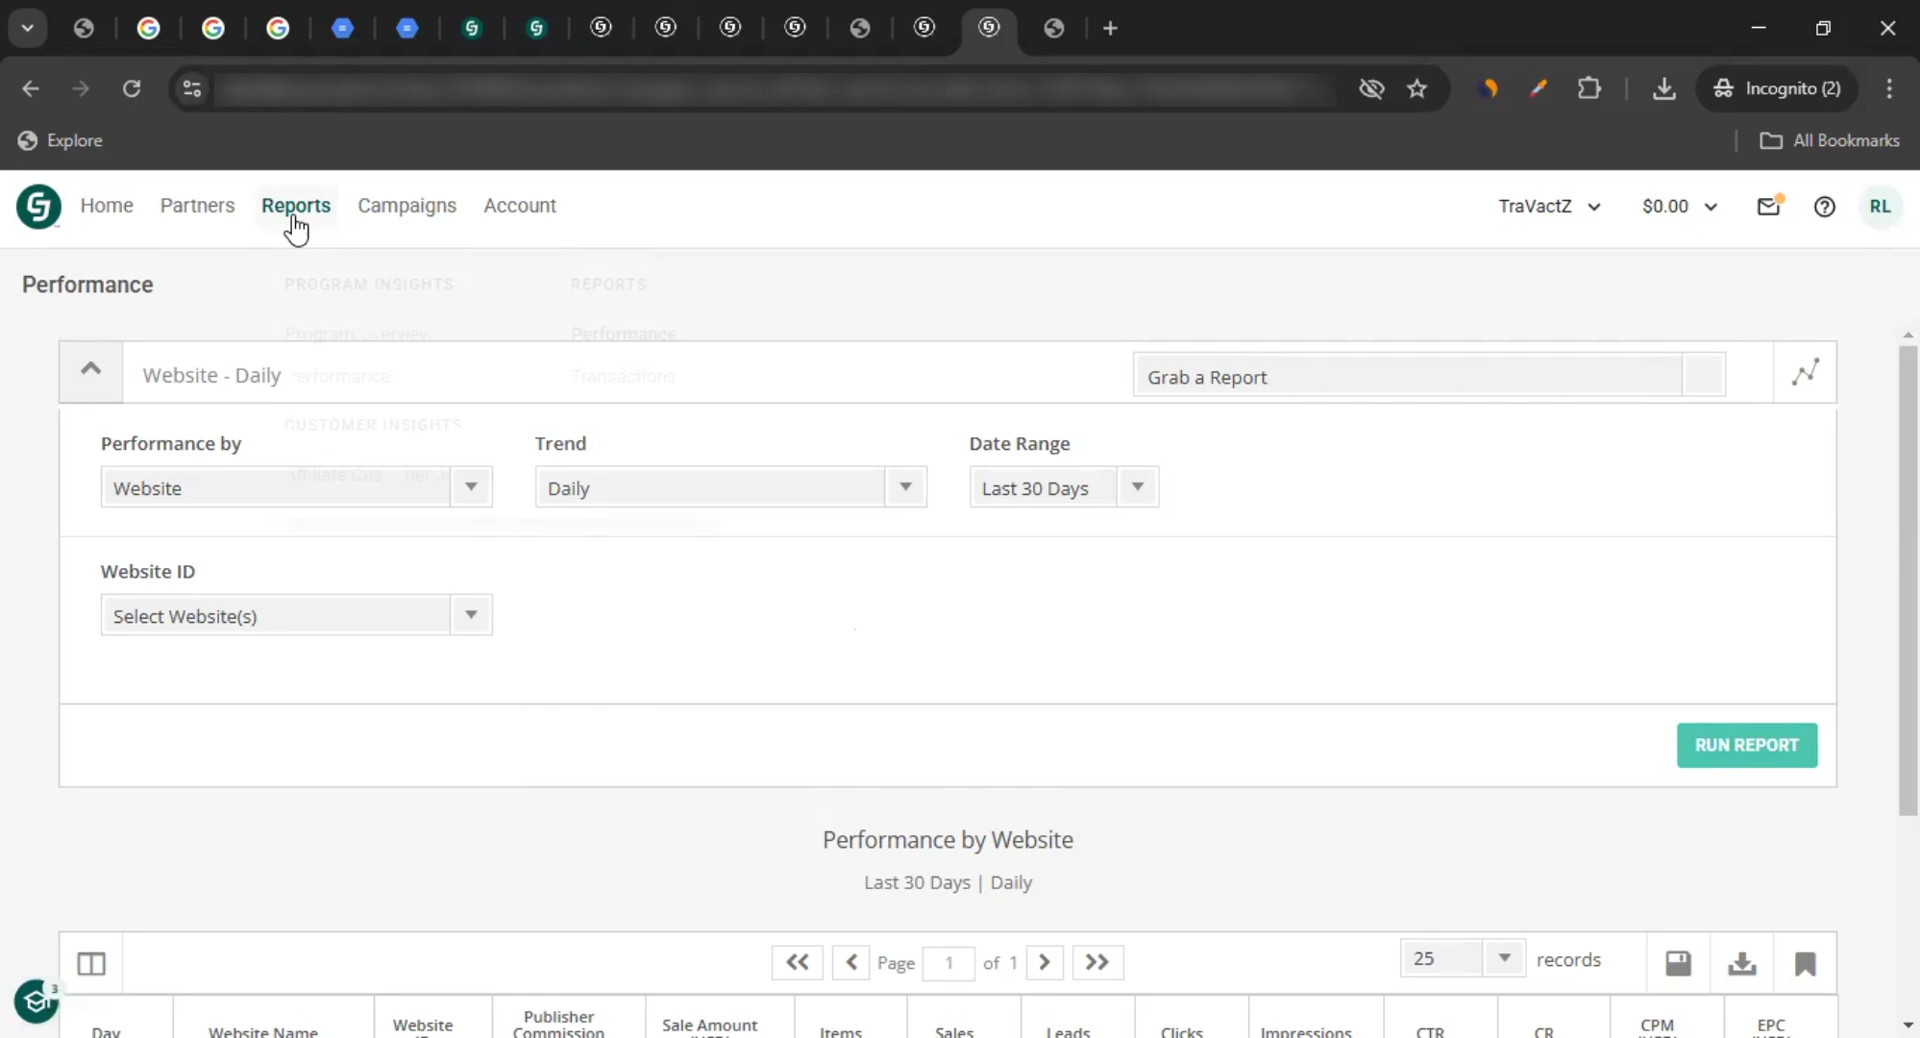 Incognito (2)
Explore
All Bookmarks
Home Partners Reports Campaigns Account TraVactZ $0.00 RL
Performance
PROGRAM INSIGHTS REPORTS
Program Performance
Website - Daily Performance Transactions Grab a Report
CUSTOMER INSIGHTS
Performance by Trend Date Range
Website Daily Last 30 Days
Website ID
Select Website(s)
RUN REPORT
Performance by Website
Last 30 Days | Daily
Page 1 of 1 25 records
3
Publisher
Website Sale Amount CPM EPC
Day Website Name Commission Items Sales Leads Clicks Impressions CTR CR